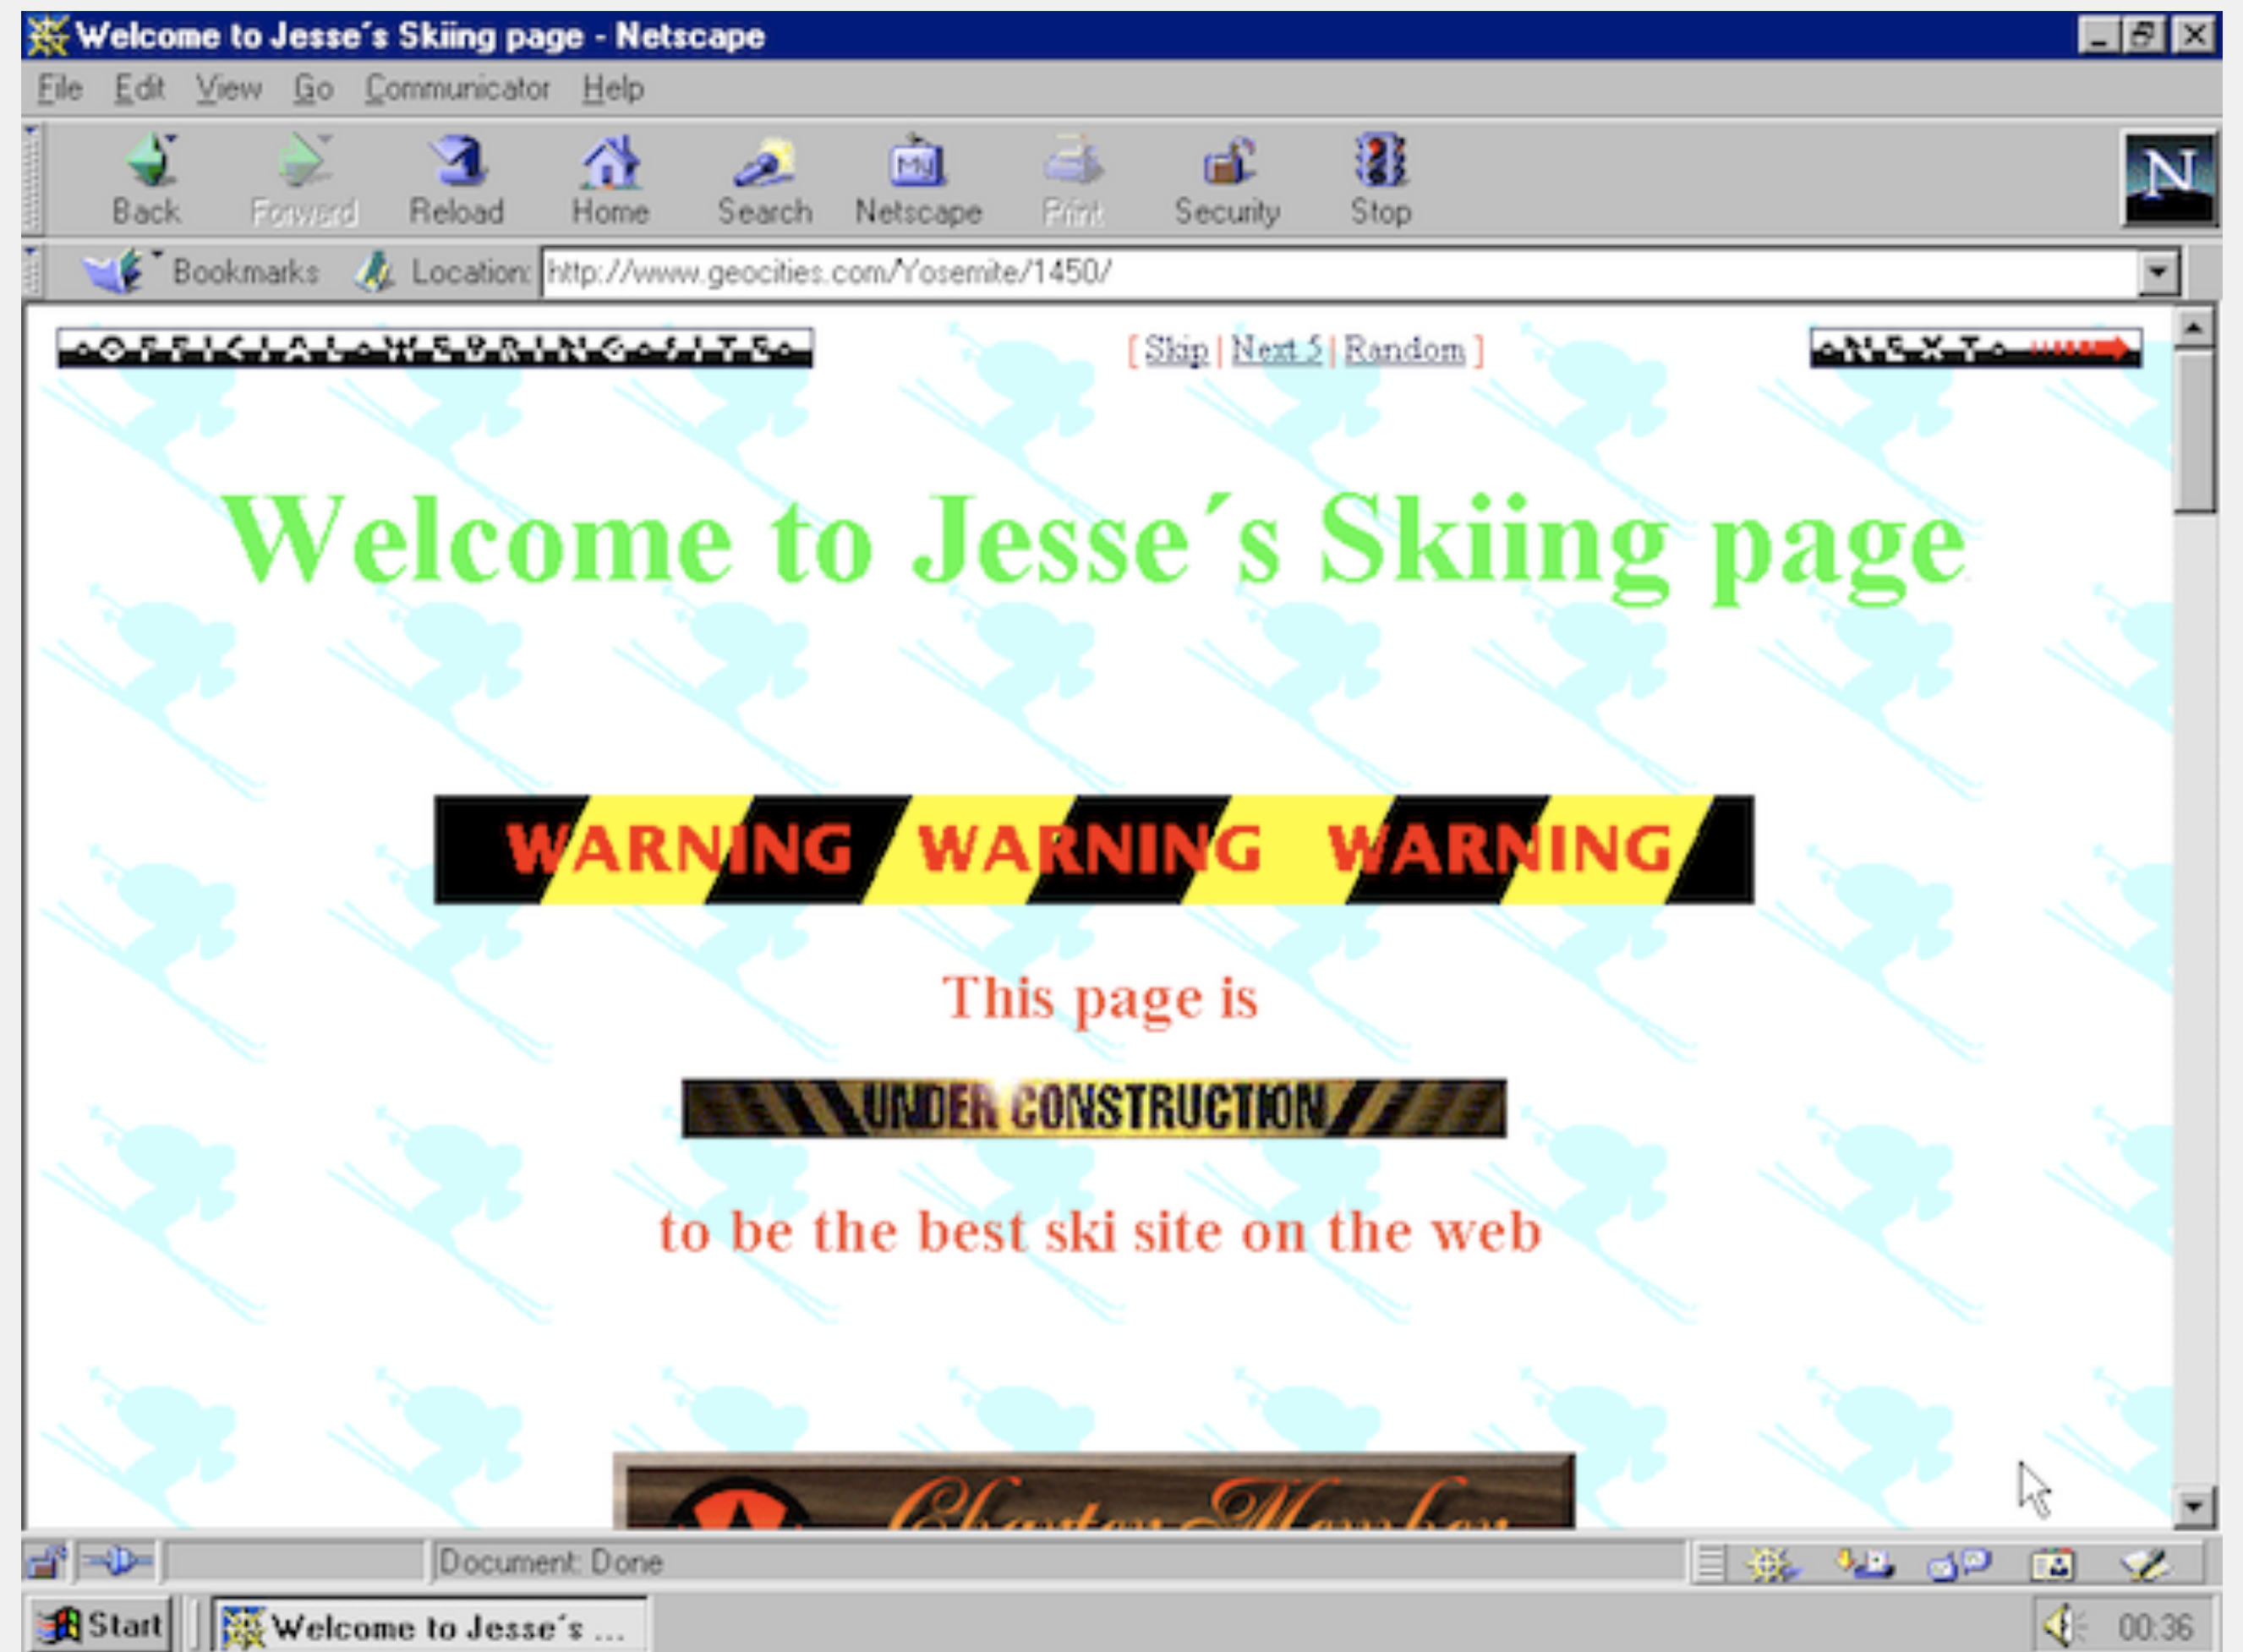 Welcome to Jesse´s Skiing page - Netscape
File Edit View Go Communicator Help
My
N
Back Forward Reload Home Search Netscape Print Security Stop
Bookmarks Location: http://www.geocities.com/Yosemite/1450/
OFFICIAL WEBRING SITE [ Skip | Next 5 | Random ] NEXT
Welcome to Jesse´s Skiing page
WARNING WARNING WARNING
This page is
UNDER CONSTRUCTION
to be the best ski site on the web
Charter Member
Document: Done
Start Welcome to Jesse´s ... 00:36